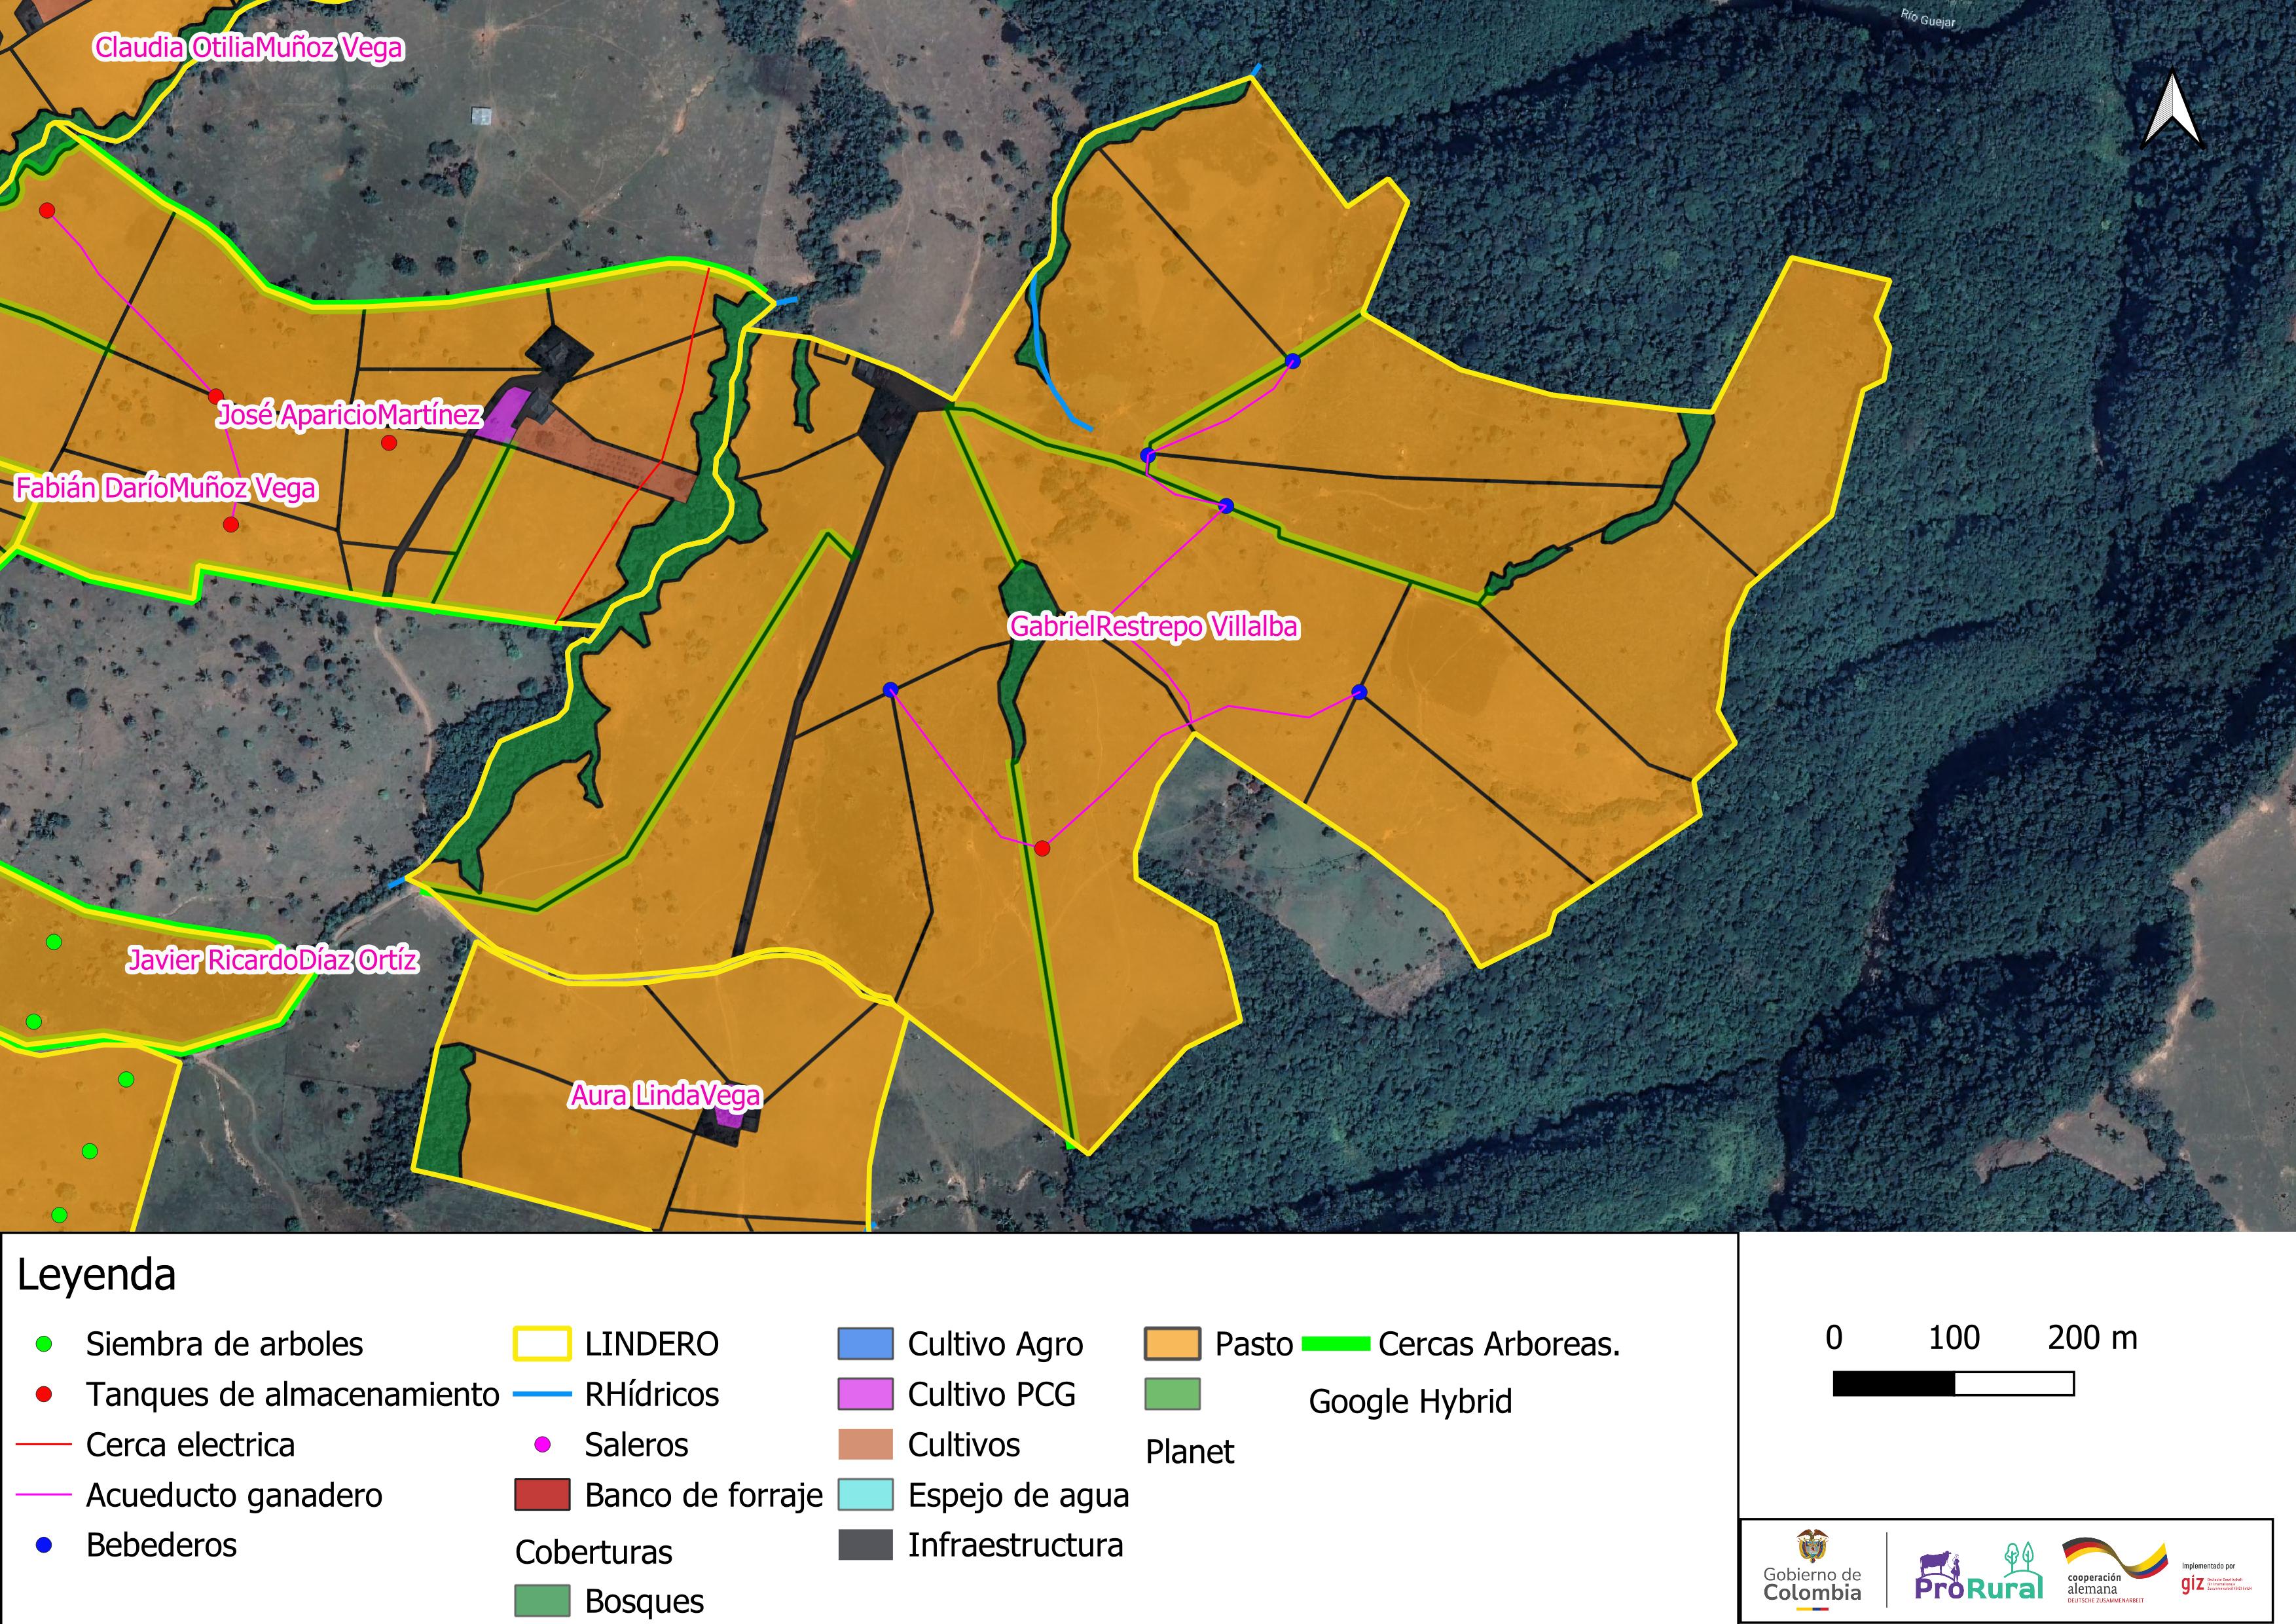 Río Guejar
Claudia OtiliaMuñoz Vega
José AparicioMartínez
Fabián DaríoMuñoz Vega
GabrielRestrepo Villalba
Javier RicardoDíaz Ortíz
Aura LindaVega
Leyenda
Siembra de arboles
Tanques de almacenamiento
Cerca electrica
Acueducto ganadero
Bebederos
LINDERO
RHídricos
Saleros
Banco de forraje
Coberturas
Bosques
Cultivo Agro
Cultivo PCG
Cultivos
Espejo de agua
Infraestructura
Pasto
Planet
Cercas Arboreas.
Google Hybrid
0 100 200 m
Gobierno de
Colombia
ProRural
cooperación
alemana
DEUTSCHE ZUSAMMENARBEIT
Implementado por
giz